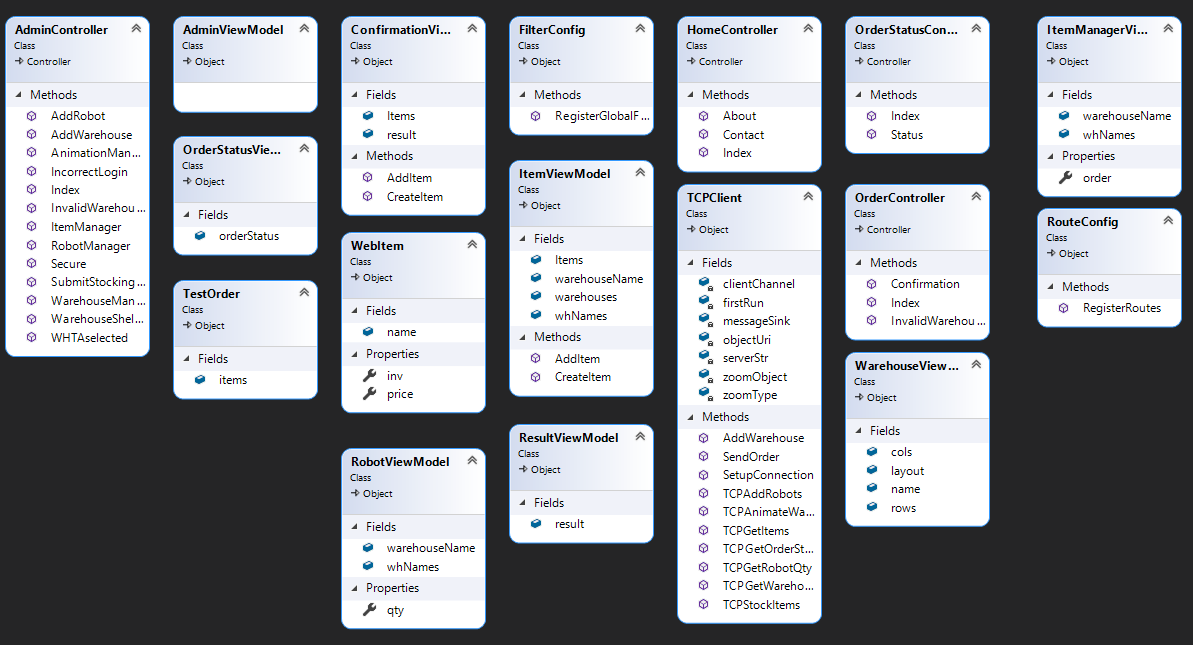 AdminController
Class
Controller
Methods
AddRobot
AddWarehouse
AnimationMan...
IncorrectLogin
Index
InvalidWarehou...
ItemManager
RobotManager
Secure
SubmitStocking...
WarehouseMan...
WarehouseShel...
WHTAselected
AdminViewModel
Class
Object
OrderStatusVie...
Class
Object
Fields
orderStatus
TestOrder
Class
Object
Fields
items
ConfirmationVi...
Class
Object
Fields
Items
result
Methods
AddItem
CreateItem
WebItem
Class
Object
Fields
name
Properties
inv
price
RobotViewModel
Class
Object
Fields
warehouseName
whNames
Properties
qty
FilterConfig
Class
Object
Methods
RegisterGlobalF...
ItemViewModel
Class
Object
Fields
Items
warehouseName
warehouses
whNames
Methods
AddItem
CreateItem
ResultViewModel
Class
Object
Fields
result
HomeController
Class
Controller
Methods
About
Contact
Index
TCPClient
Class
Object
Fields
clientChannel
firstRun
messageSink
objectUri
serverStr
zoomObject
zoomType
Methods
AddWarehouse
SendOrder
SetupConnection
TCPAddRobots
TCPAnimateWa...
TCPGetItems
TCPGetOrderSt...
TCPGetRobotQty
TCPGetWareho...
TCPStockItems
OrderStatusCon...
Class
Controller
Methods
Index
Status
OrderController
Class
Controller
Methods
Confirmation
Index
InvalidWarehou...
WarehouseView...
Class
Object
Fields
cols
layout
name
rows
ItemManagerVi...
Class
Object
Fields
warehouseName
whNames
Properties
order
RouteConfig
Class
Object
Methods
RegisterRoutes